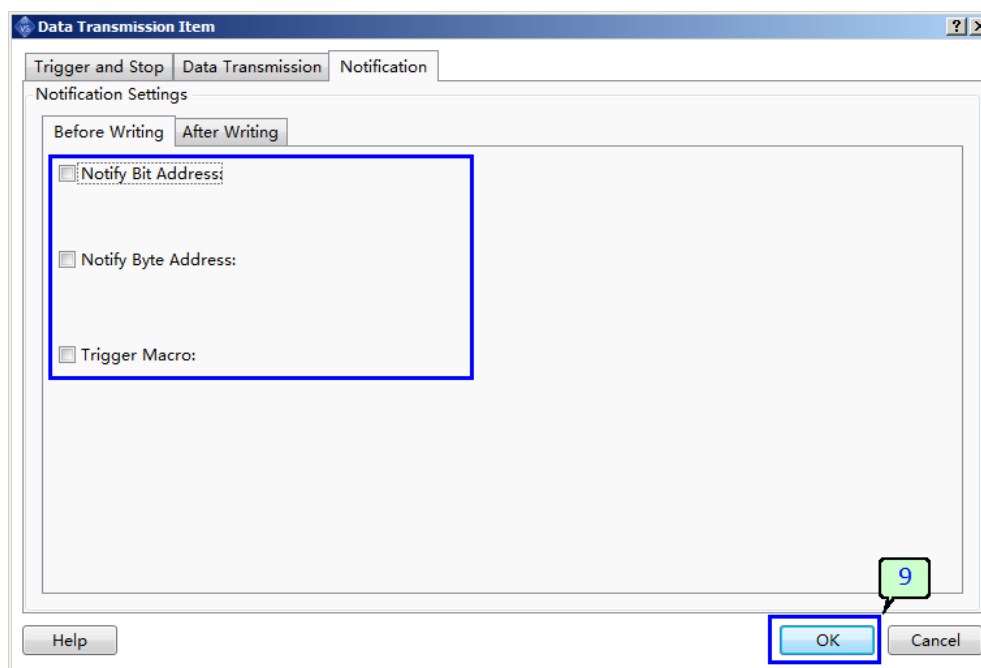 VS Data Transmission Item ? X
Trigger and Stop Data Transmission Notification
Notification Settings
Before Writing After Writing
Notify Bit Address:
Notify Byte Address:
Trigger Macro:
9
Help OK Cancel